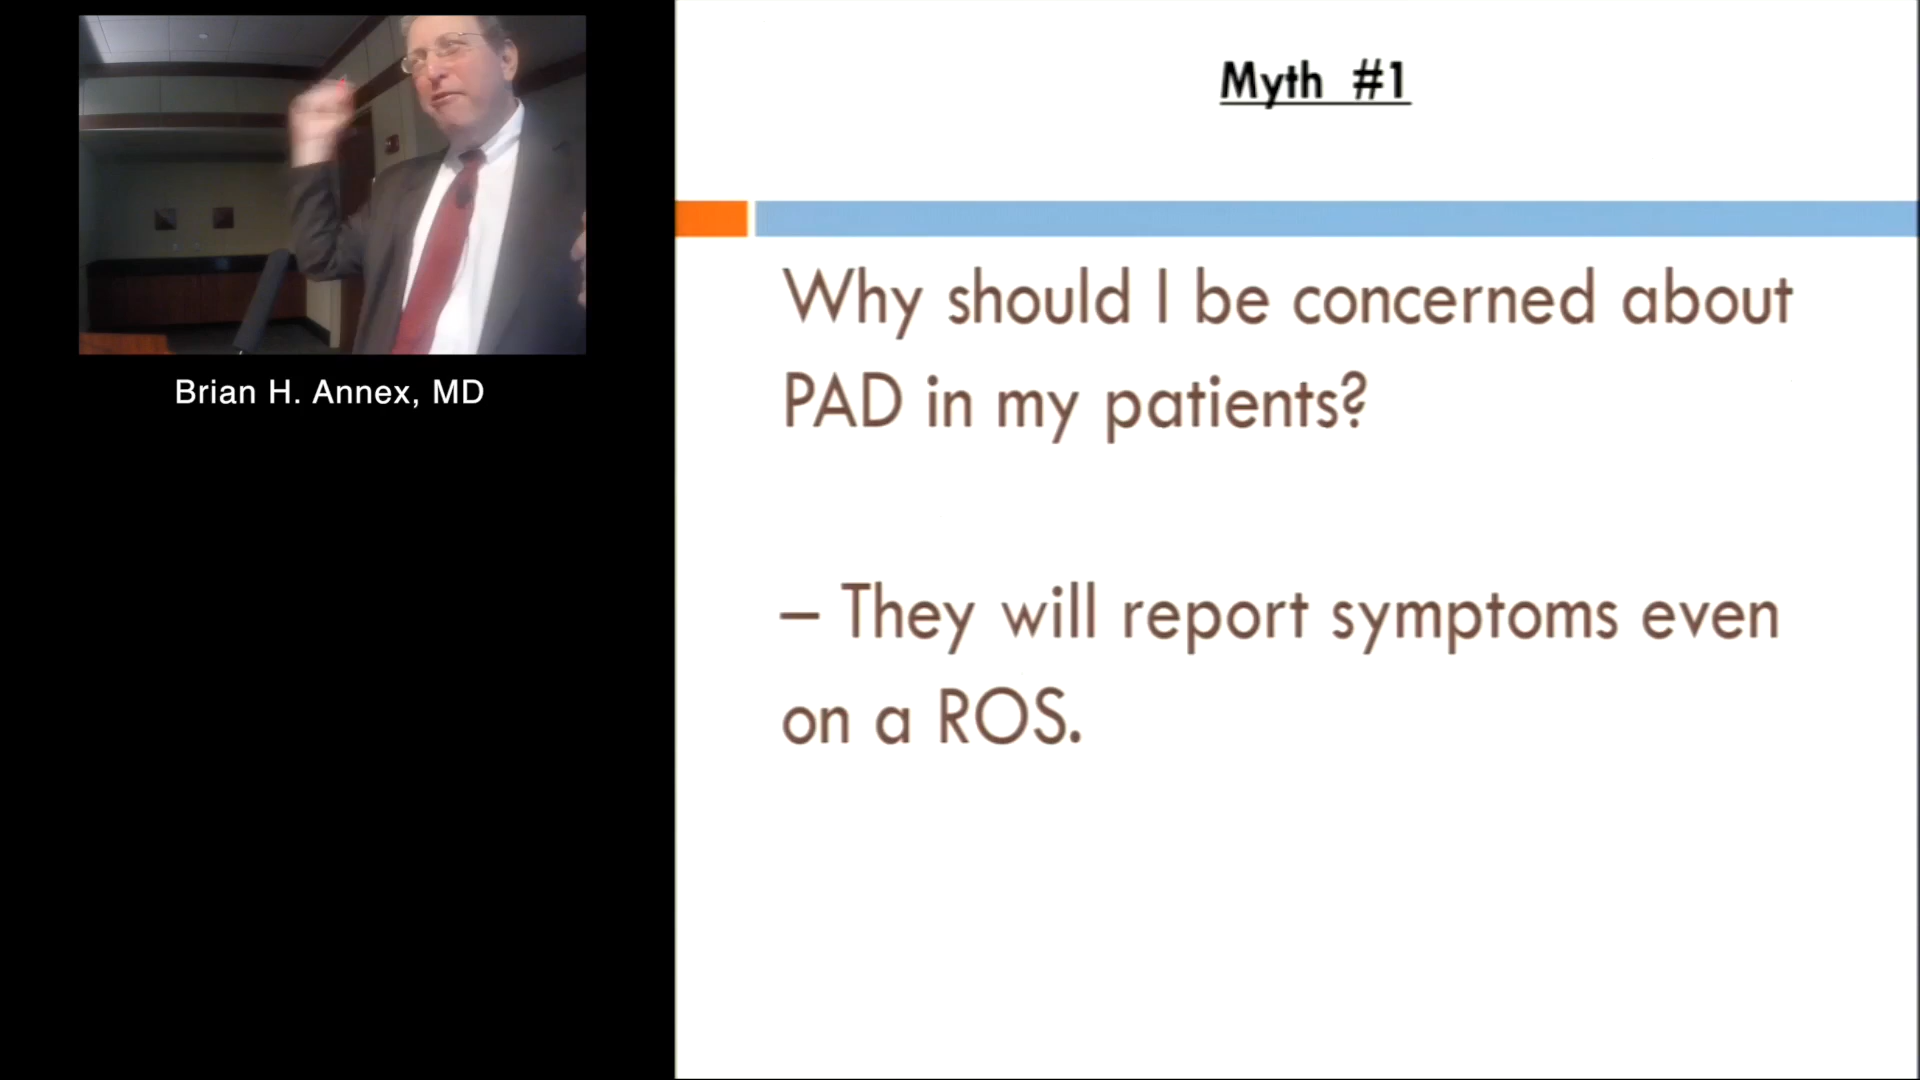 Brian H. Annex, MD
Myth #1
Why should I be concerned about
PAD in my patients?
– They will report symptoms even
on a ROS.